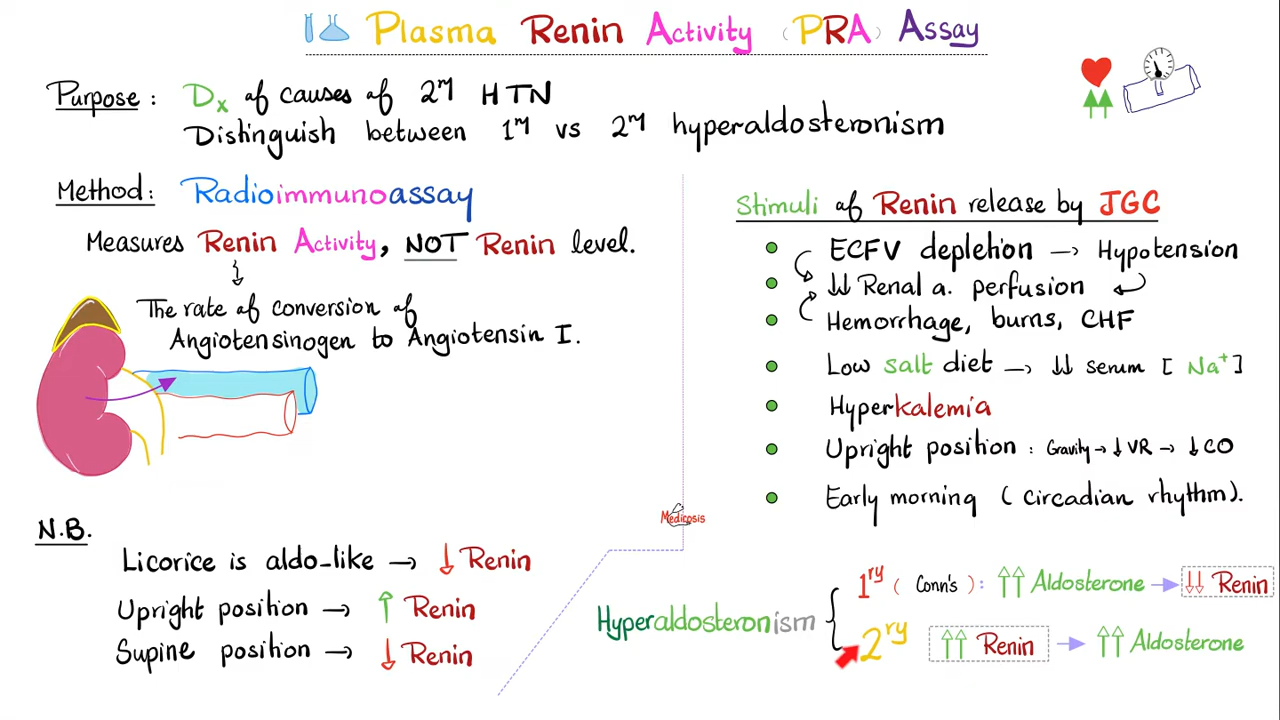 Plasma Renin Activity (PRA) Assay
Purpose: Dx of causes of 2ry HTN
Distinguish between 1ry vs 2ry hyperaldosteronism
Method: Radioimmunoassay
Measures Renin Activity, NOT Renin level.
The rate of conversion of
Angiotensinogen to Angiotensin I.
N.B.
Licorice is aldo-like → ↓ Renin
Upright position → ↑ Renin
Supine position → ↓ Renin
Stimuli of Renin release by JGC
ECFV depletion → Hypotension
↓↓ Renal a. perfusion
Hemorrhage, burns, CHF
Low salt diet → ↓↓ serum [Na+]
Hyperkalemia
Upright position : Gravity → ↓ VR → ↓ CO
Early morning (circadian rhythm).
Medicosis
Hyperaldosteronism
1ry (Conn's): ↑↑ Aldosterone → ↓↓ Renin
2ry ↑↑ Renin → ↑↑ Aldosterone